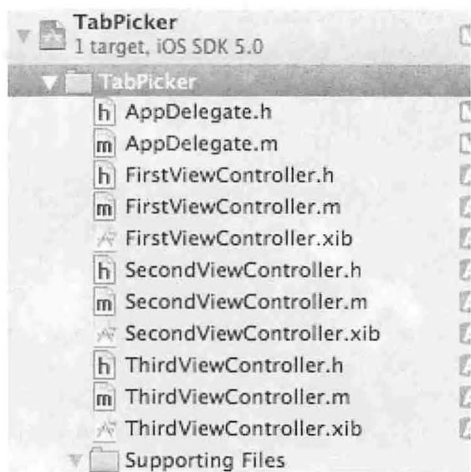 TabPicker
1 target, iOS SDK 5.0
TabPicker
h AppDelegate.h
m AppDelegate.m
h FirstViewController.h
m FirstViewController.m
FirstViewController.xib
h SecondViewController.h
m SecondViewController.m
SecondViewController.xib
h ThirdViewController.h
m ThirdViewController.m
ThirdViewController.xib
Supporting Files